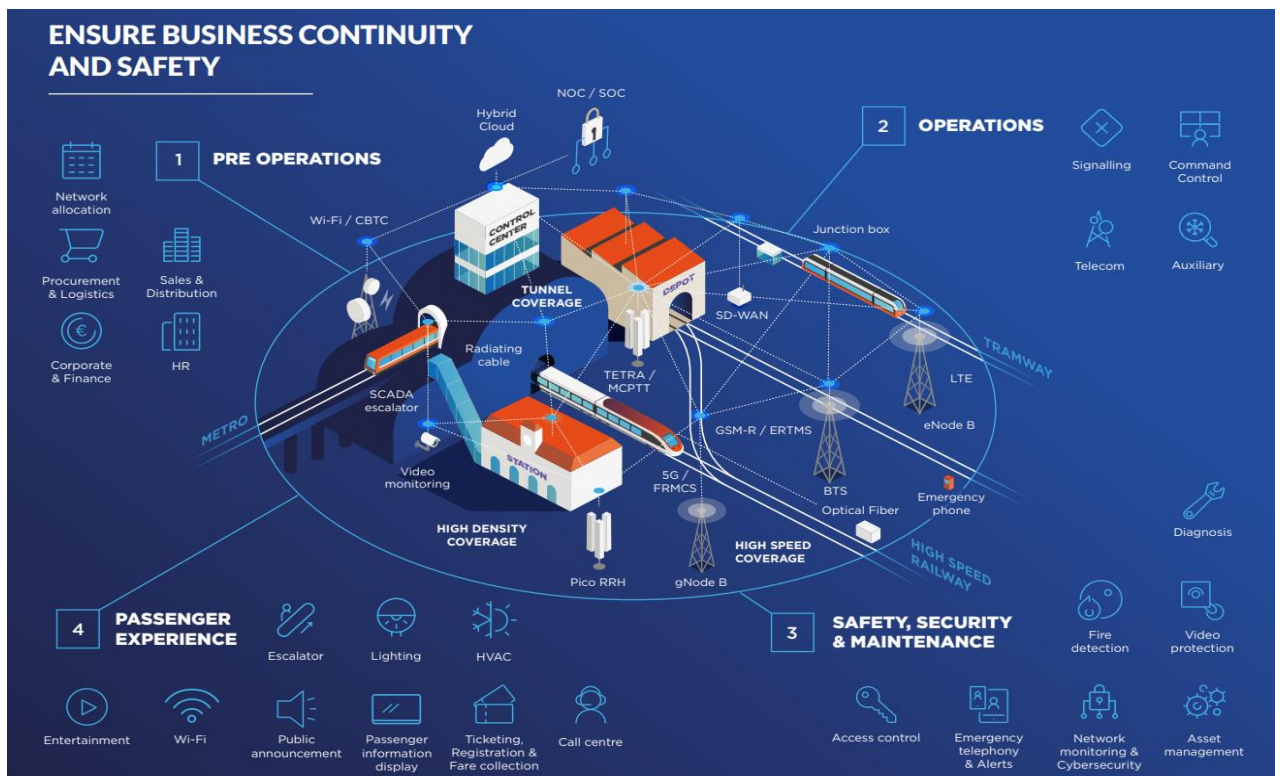 ENSURE BUSINESS CONTINUITY
AND SAFETY
1
PRE OPERATIONS
Network
allocation
Procurement
& Logistics
Sales &
Distribution
Corporate
& Finance
HR
Hybrid
Cloud
NOC / SOC
2
OPERATIONS
Signalling
Command
Control
Telecom
Auxiliary
Wi-Fi / CBTC
CONTROL
CENTER
Junction box
TUNNEL
COVERAGE
DEPOT
SD-WAN
TRAMWAY
Radiating
cable
TETRA /
MCPTT
LTE
SCADA
escalator
eNode B
METRO
GSM-R / ERTMS
Video
monitoring
STATION
5G /
FRMCS
BTS
Optical Fiber
Emergency
phone
HIGH DENSITY
COVERAGE
HIGH SPEED
COVERAGE
HIGH SPEED
RAILWAY
Pico RRH
gNode B
Diagnosis
4
PASSENGER
EXPERIENCE
Escalator
Lighting
HVAC
Entertainment
Wi-Fi
Public
announcement
Passenger
information
display
Ticketing,
Registration &
Fare collection
Call centre
3
SAFETY, SECURITY
& MAINTENANCE
Fire
detection
Video
protection
Access control
Emergency
telephony
& Alerts
Network
monitoring &
Cybersecurity
Asset
management